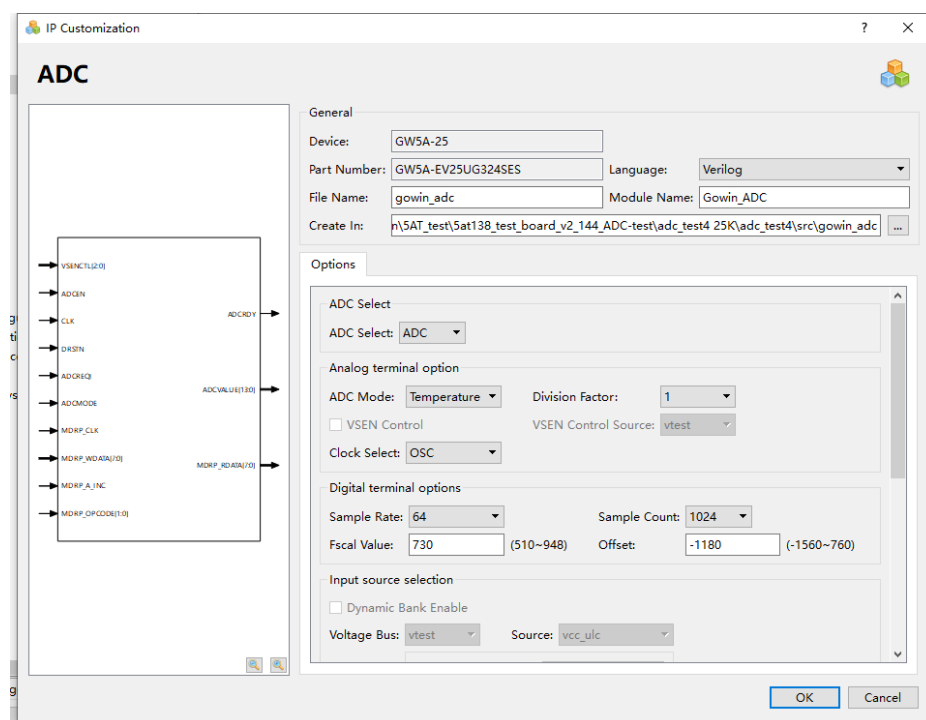 IP Customization
?
ADC
General
Device: GW5A-25
Part Number: GW5A-EV25UG324SES Language: Verilog
File Name: gowin_adc Module Name: Gowin_ADC
Create In: n\5AT_test\5at138_test_board_v2_144_ADC-test\adc_test4 25K\adc_test4\src\gowin_adc ...
VSENCTL[2:0]
ADCEN
CLK
ADCRDY
DRSTN
ADCREQI
ADCVALUE[13:0]
ADCMODE
MDRP_CLK
MDRP_WDATA[7:0]
MDRP_RDATA[7:0]
MDRP_A_INC
MDRP_OPCODE[1:0]
Options
ADC Select
ADC Select: ADC
Analog terminal option
ADC Mode: Temperature Division Factor: 1
VSEN Control VSEN Control Source: vtest
Clock Select: OSC
Digital terminal options
Sample Rate: 64 Sample Count: 1024
Fscal Value: 730 (510~948) Offset: -1180 (-1560~760)
Input source selection
Dynamic Bank Enable
Voltage Bus: vtest Source: vcc_ulc
OK Cancel